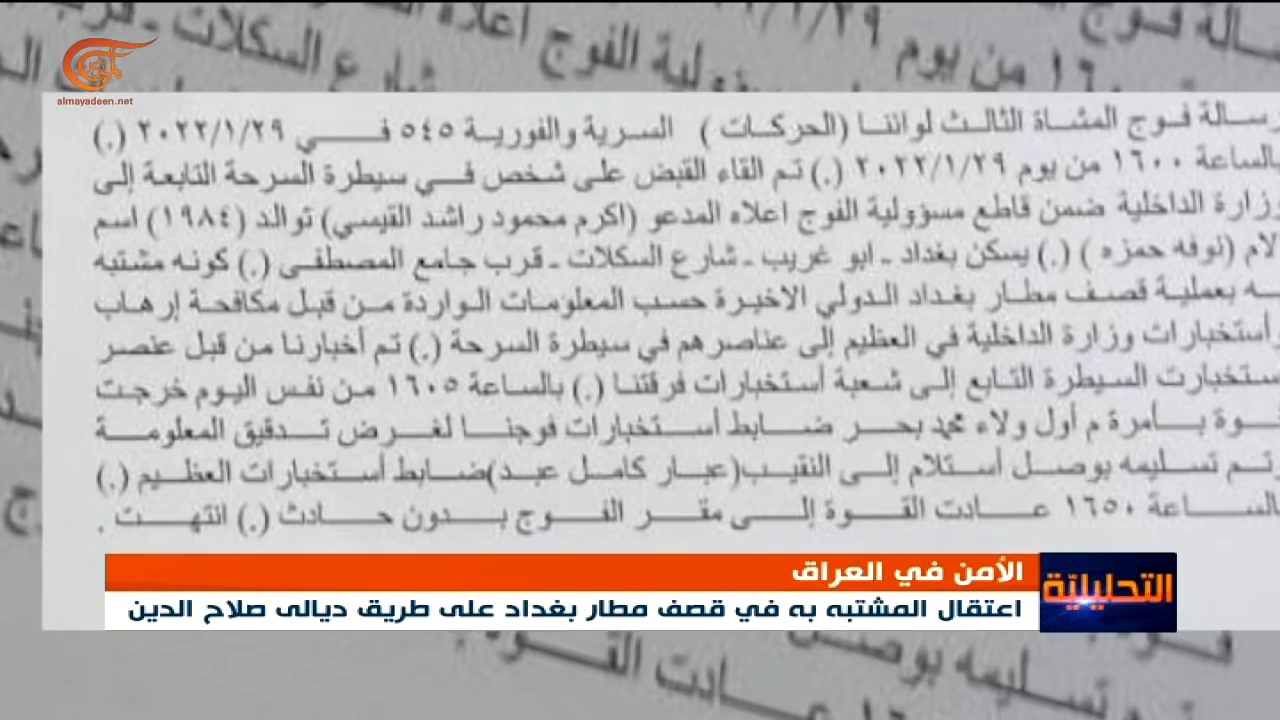 almayadeen.net
رسالة فوج المشاة الثالث لوائنا (الحركات) السرية والفورية ٥٤٥ في ٢٠٢٢/١/٢٩ (.)
بالساعة ١٦٠٠ من يوم ٢٠٢٢/١/٢٩ (.) تم القاء القبض على شخص في سيطرة السرحة التابعة إلى
وزارة الداخلية ضمن قاطع مسؤولية الفوج اعلاه المدعو (اكرم محمود راشد القيسي) توالد (١٩٨٤) اسم
الام (نوفه حمزه) (.) يسكن بغداد - ابو غريب - شارع السكلات - قرب جامع المصطفى (.) كونه مشتبه
به بعملية قصف مطار بغداد الدولي الاخيرة حسب المعلومات الواردة من قبل مكافحة إرهاب
وأستخبارات وزارة الداخلية في العظيم إلى عناصرهم في سيطرة السرحة (.) تم أخبارنا من قبل عنصر
استخبارت السيطرة التابع إلى شعبة أستخبارات فرقتنا (.) بالساعة ١٦٠٥ من نفس اليوم خرجت
قوة بأمرة م أول ولاء محمد بحر ضابط أستخبارات فوجنا لغرض تدقيق المعلومة
تم تسليمه بوصل أستلام إلى النقيب (عبار كامل عبد) ضابط أستخبارات العظيم (.)
بالساعة ١٦٥٠ عادت القوة إلى مقر الفوج بدون حادث (.) انتهت .
الأمن في العراق
التحليلية
اعتقال المشتبه به في قصف مطار بغداد على طريق ديالى صلاح الدين